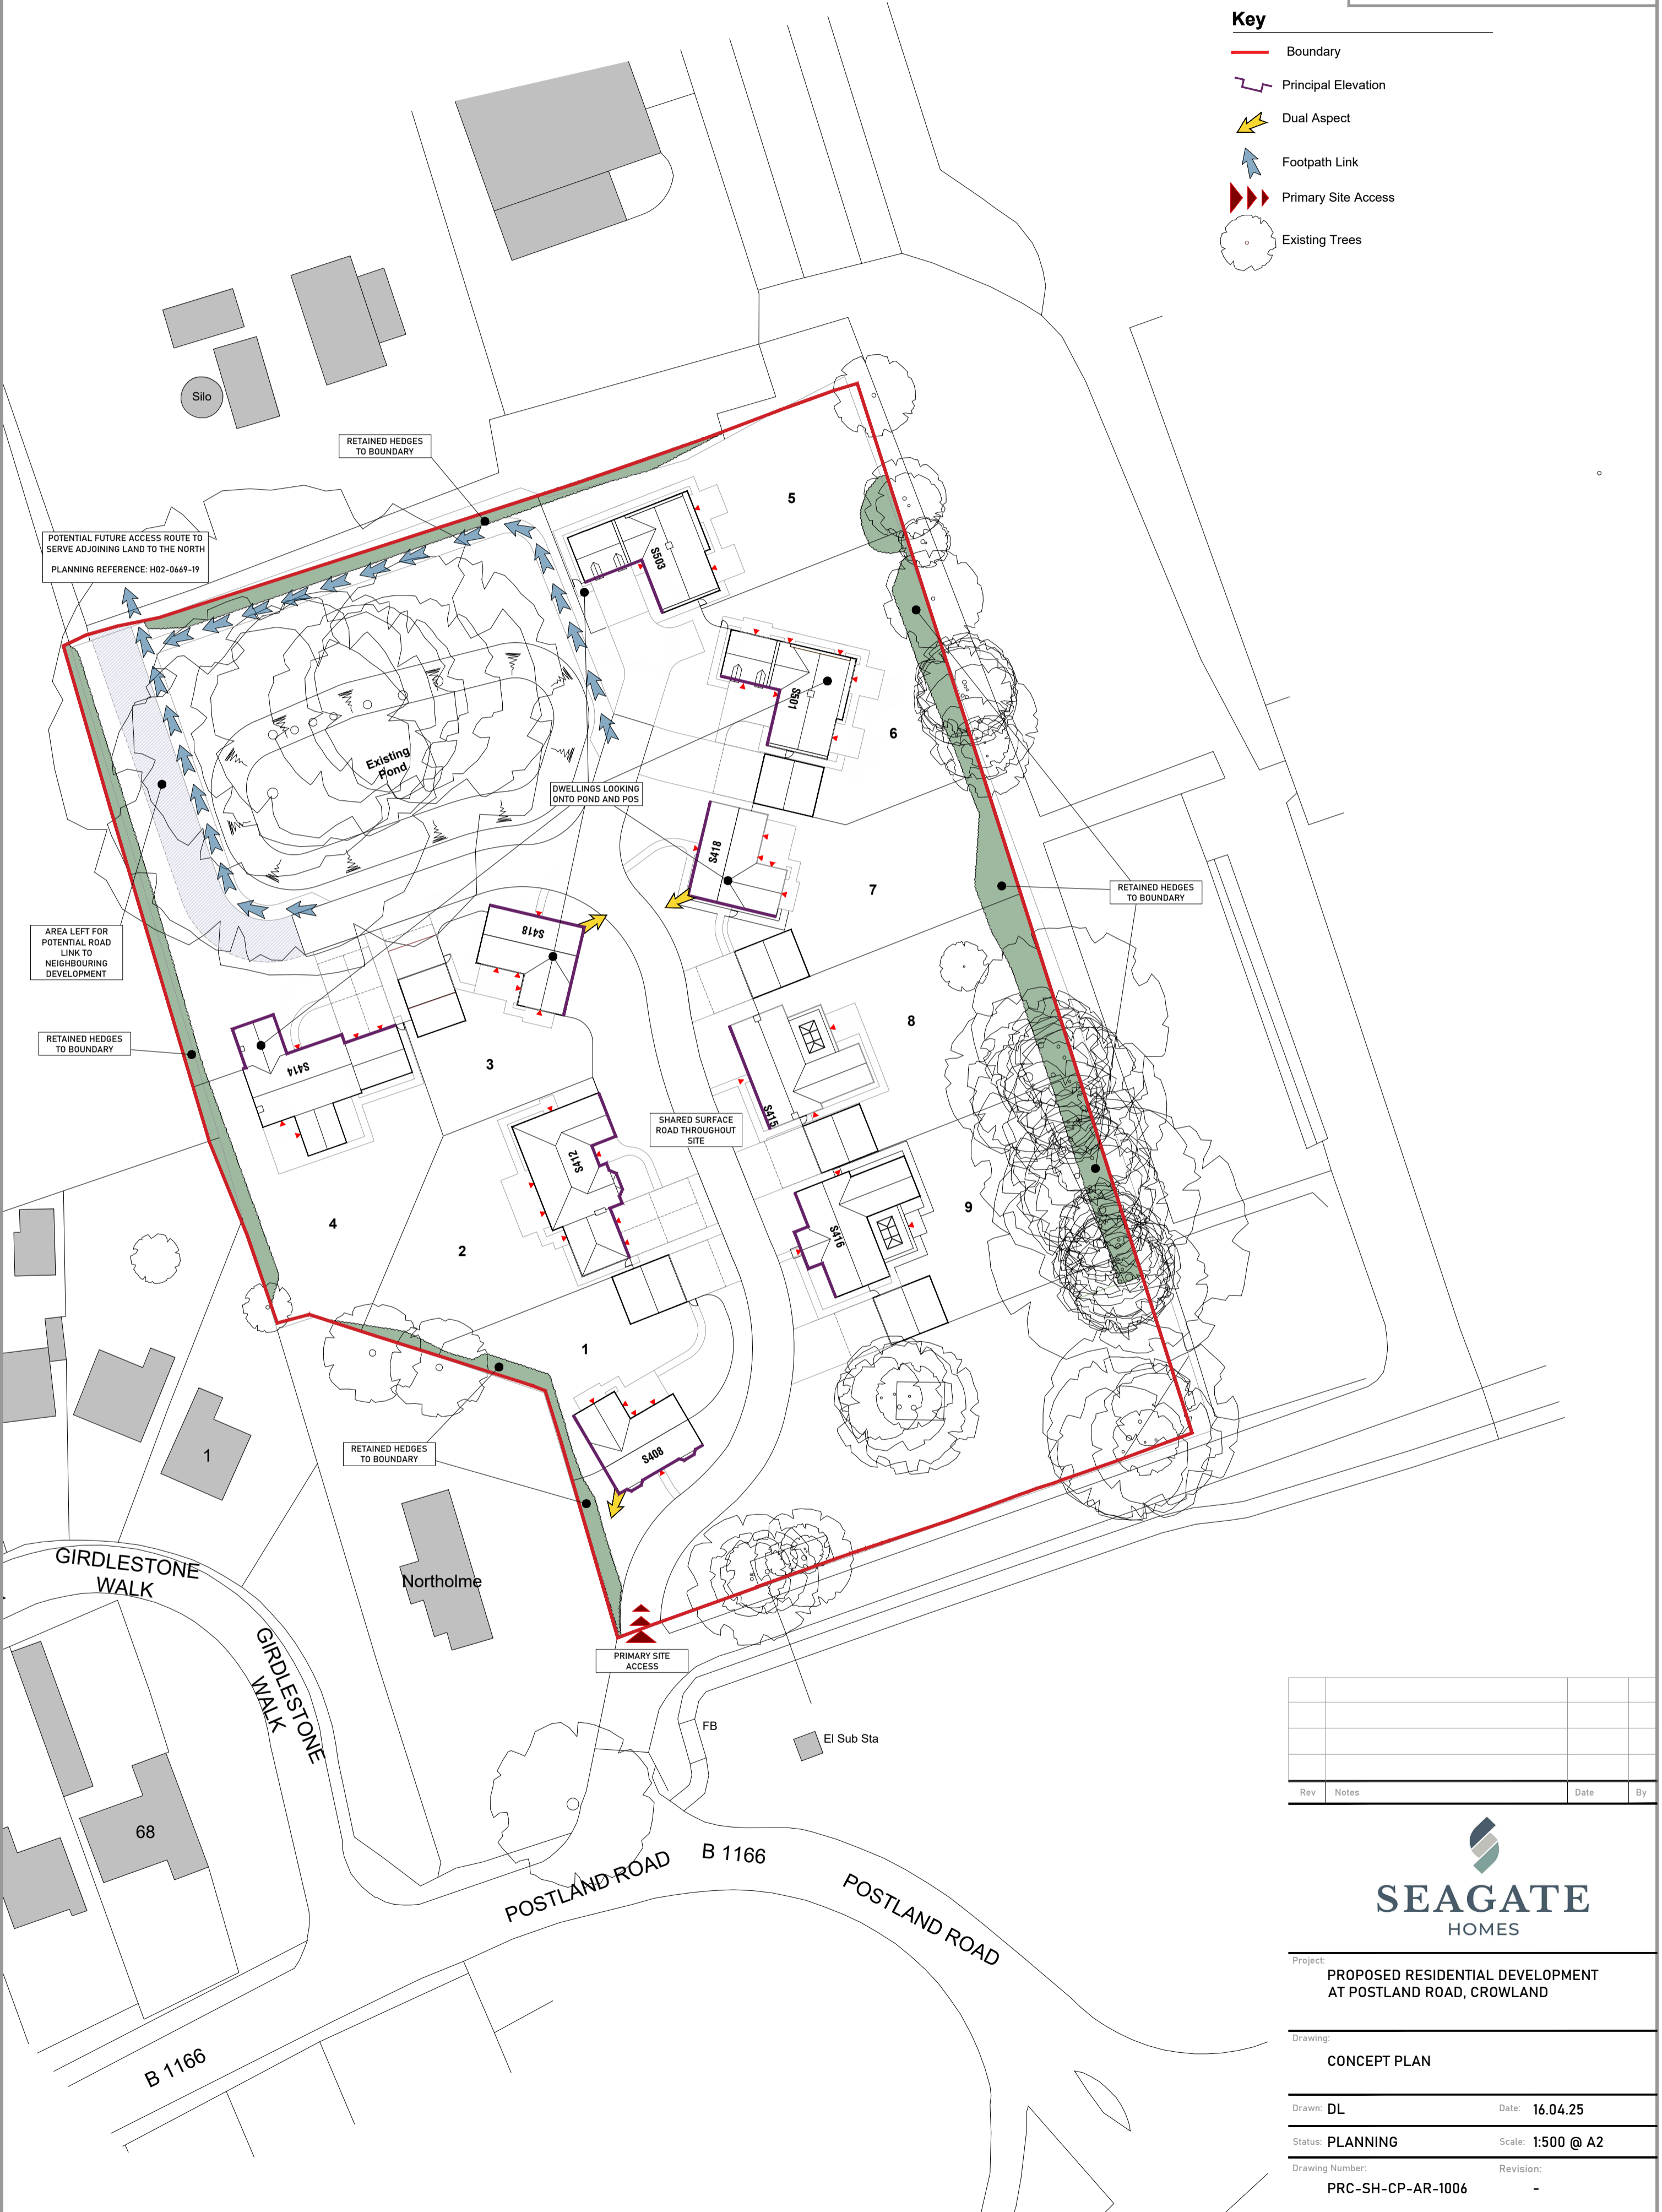 Key
Boundary
Principal Elevation
Dual Aspect
Footpath Link
Primary Site Access
Existing Trees
Silo
RETAINED HEDGES
TO BOUNDARY
POTENTIAL FUTURE ACCESS ROUTE TO
SERVE ADJOINING LAND TO THE NORTH
PLANNING REFERENCE: H02-0669-19
5
S503
S501
6
Existing
Pond
DWELLINGS LOOKING
ONTO POND AND POS
S418
7
RETAINED HEDGES
TO BOUNDARY
AREA LEFT FOR
POTENTIAL ROAD
LINK TO
NEIGHBOURING
DEVELOPMENT
S418
RETAINED HEDGES
TO BOUNDARY
S414
3
8
SHARED SURFACE
ROAD THROUGHOUT
SITE
S415
S412
4
2
9
S416
1
RETAINED HEDGES
TO BOUNDARY
S408
1
Northolme
GIRDLESTONE
WALK
GIRDLESTONE
WALK
PRIMARY SITE
ACCESS
FB
El Sub Sta
68
POSTLAND ROAD
B 1166
POSTLAND ROAD
B 1166
Rev
Notes
Date
By
SEAGATE
HOMES
Project:
PROPOSED RESIDENTIAL DEVELOPMENT
AT POSTLAND ROAD, CROWLAND
Drawing:
CONCEPT PLAN
Drawn: DL
Date: 16.04.25
Status: PLANNING
Scale: 1:500 @ A2
Drawing Number:
Revision:
PRC-SH-CP-AR-1006
-